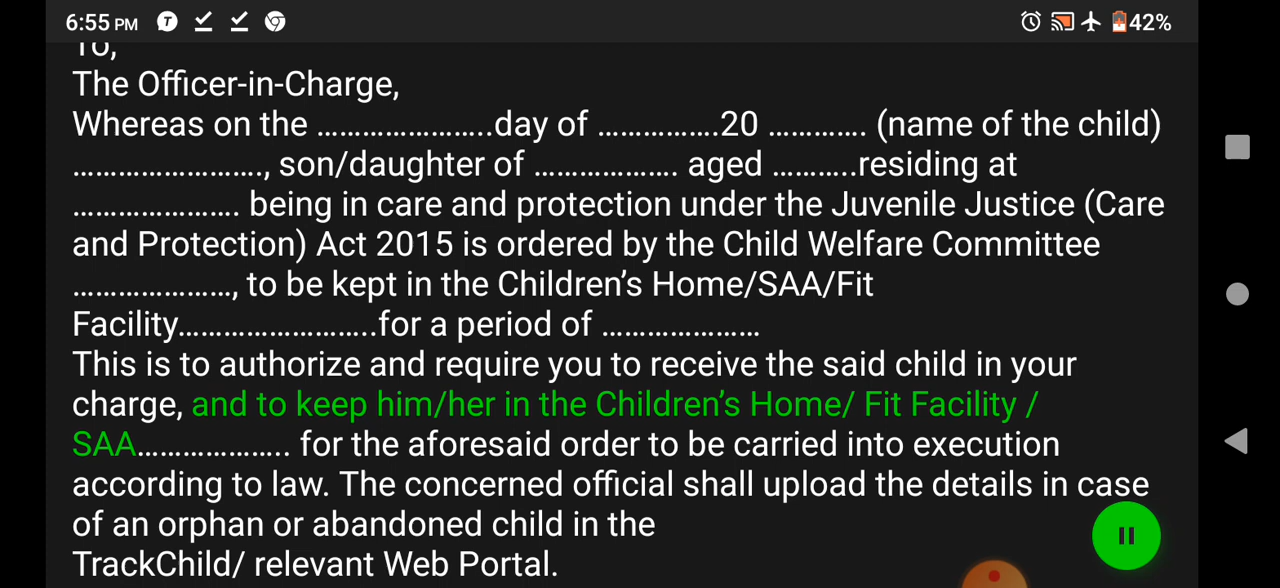 6:55 PM 42%
To,
The Officer-in-Charge,
Whereas on the …………………..day of …………….20 …………. (name of the child)
…………………….., son/daughter of ………………. aged ………..residing at
…………………. being in care and protection under the Juvenile Justice (Care
and Protection) Act 2015 is ordered by the Child Welfare Committee
…………………, to be kept in the Children’s Home/SAA/Fit
Facility……………………..for a period of …………………
This is to authorize and require you to receive the said child in your
charge, and to keep him/her in the Children’s Home/ Fit Facility /
SAA……………….. for the aforesaid order to be carried into execution
according to law. The concerned official shall upload the details in case
of an orphan or abandoned child in the
TrackChild/ relevant Web Portal.